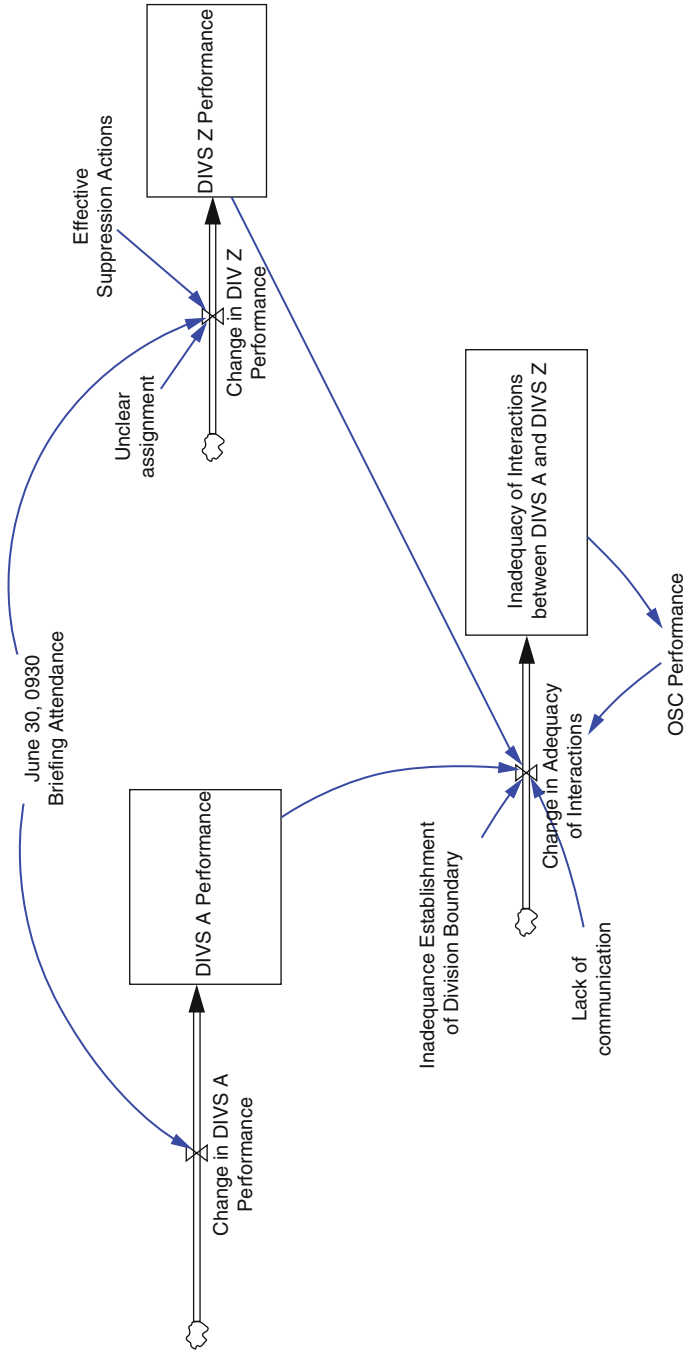 June 30, 0930
Briefing Attendance
Effective
Suppression Actions
Unclear
assignment
Change in DIVS A
Performance
DIVS A Performance
Change in DIV Z
Performance
DIVS Z Performance
Inadequance Establishment
of Division Boundary
Lack of
communication
Change in Adequacy
of Interactions
Inadequacy of Interactions
between DIVS A and DIVS Z
OSC Performance